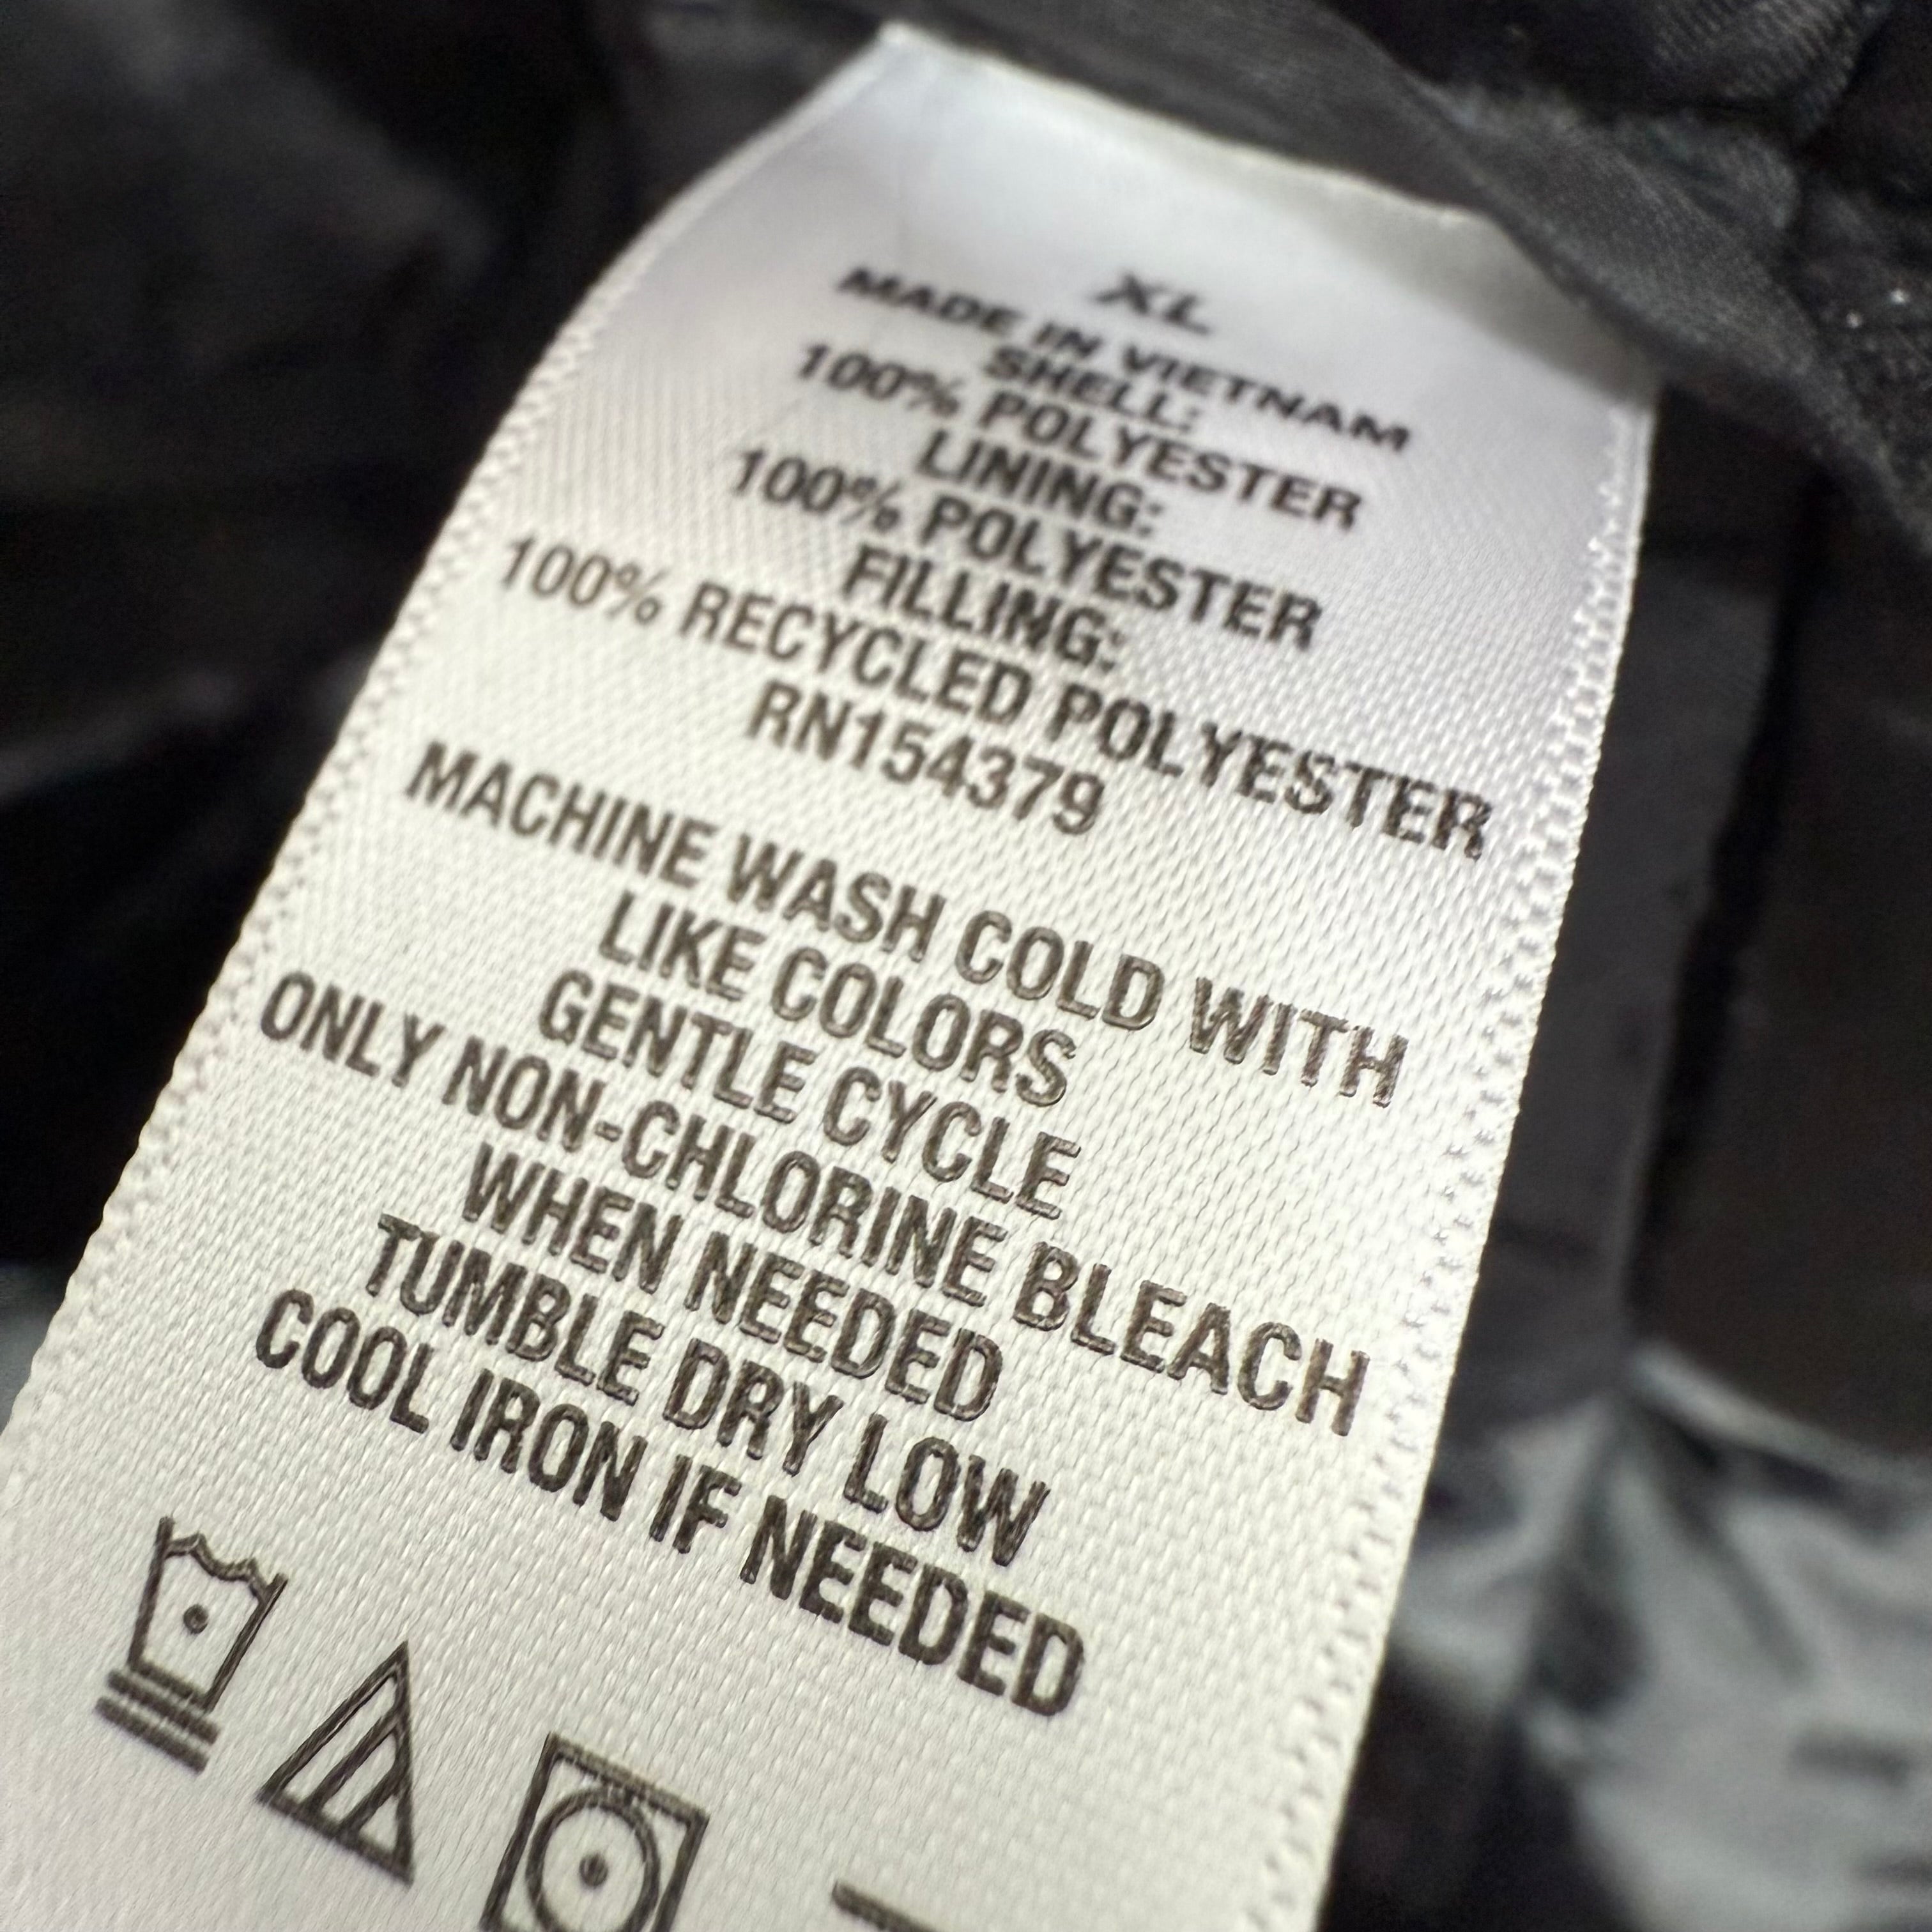 XL
MADE IN VIETNAM
SHELL:
100% POLYESTER
LINING:
100% POLYESTER
FILLING:
100% RECYCLED POLYESTER
RN154379
MACHINE WASH COLD WITH
LIKE COLORS
GENTLE CYCLE
ONLY NON-CHLORINE BLEACH
WHEN NEEDED
TUMBLE DRY LOW
COOL IRON IF NEEDED